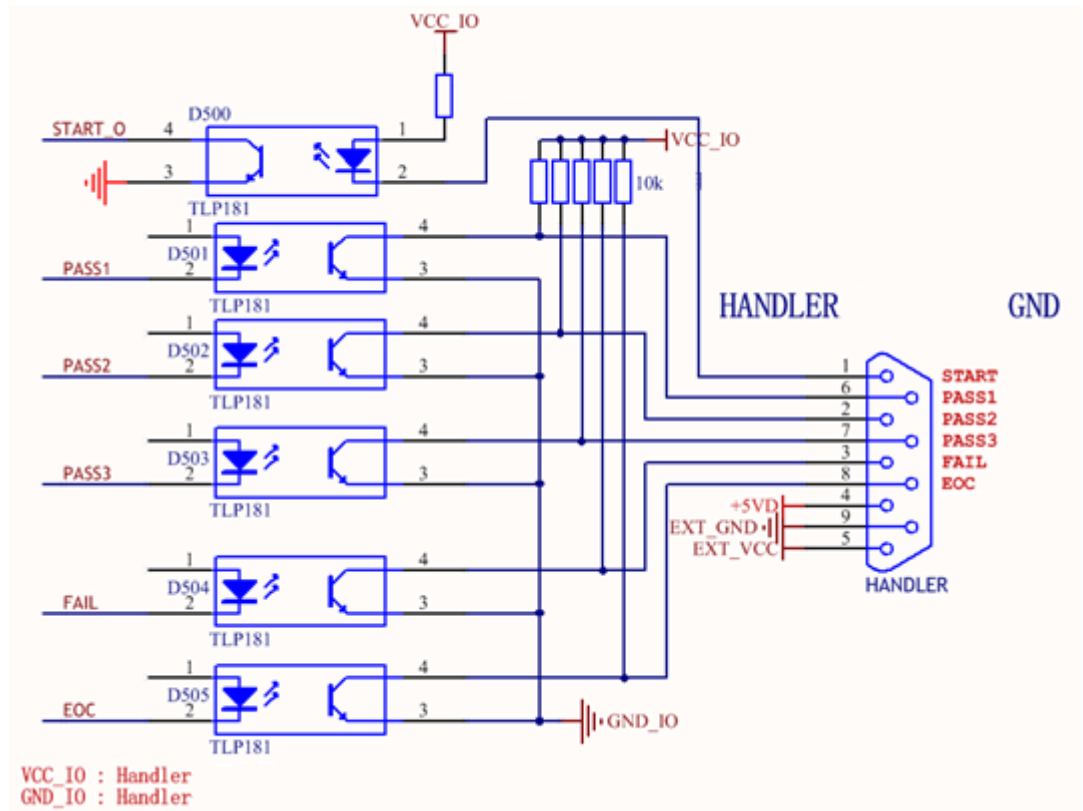 VCC_IO
D500
START_O 4 1
3 2
VCC_IO
10k
TLP181
1 4
D501
PASS1 2 3
TLP181
HANDLER GND
1 4
D502
PASS2 2 3
TLP181
1 START
6 PASS1
2 PASS2
7 PASS3
3 FAIL
8 EOC
+5VD 4
EXT_GND 9
EXT_VCC 5
HANDLER
1 4
D503
PASS3 2 3
TLP181
1 4
D504
FAIL 2 3
TLP181
1 4
D505
EOC 2 3
GND_IO
TLP181
VCC_IO : Handler
GND_IO : Handler